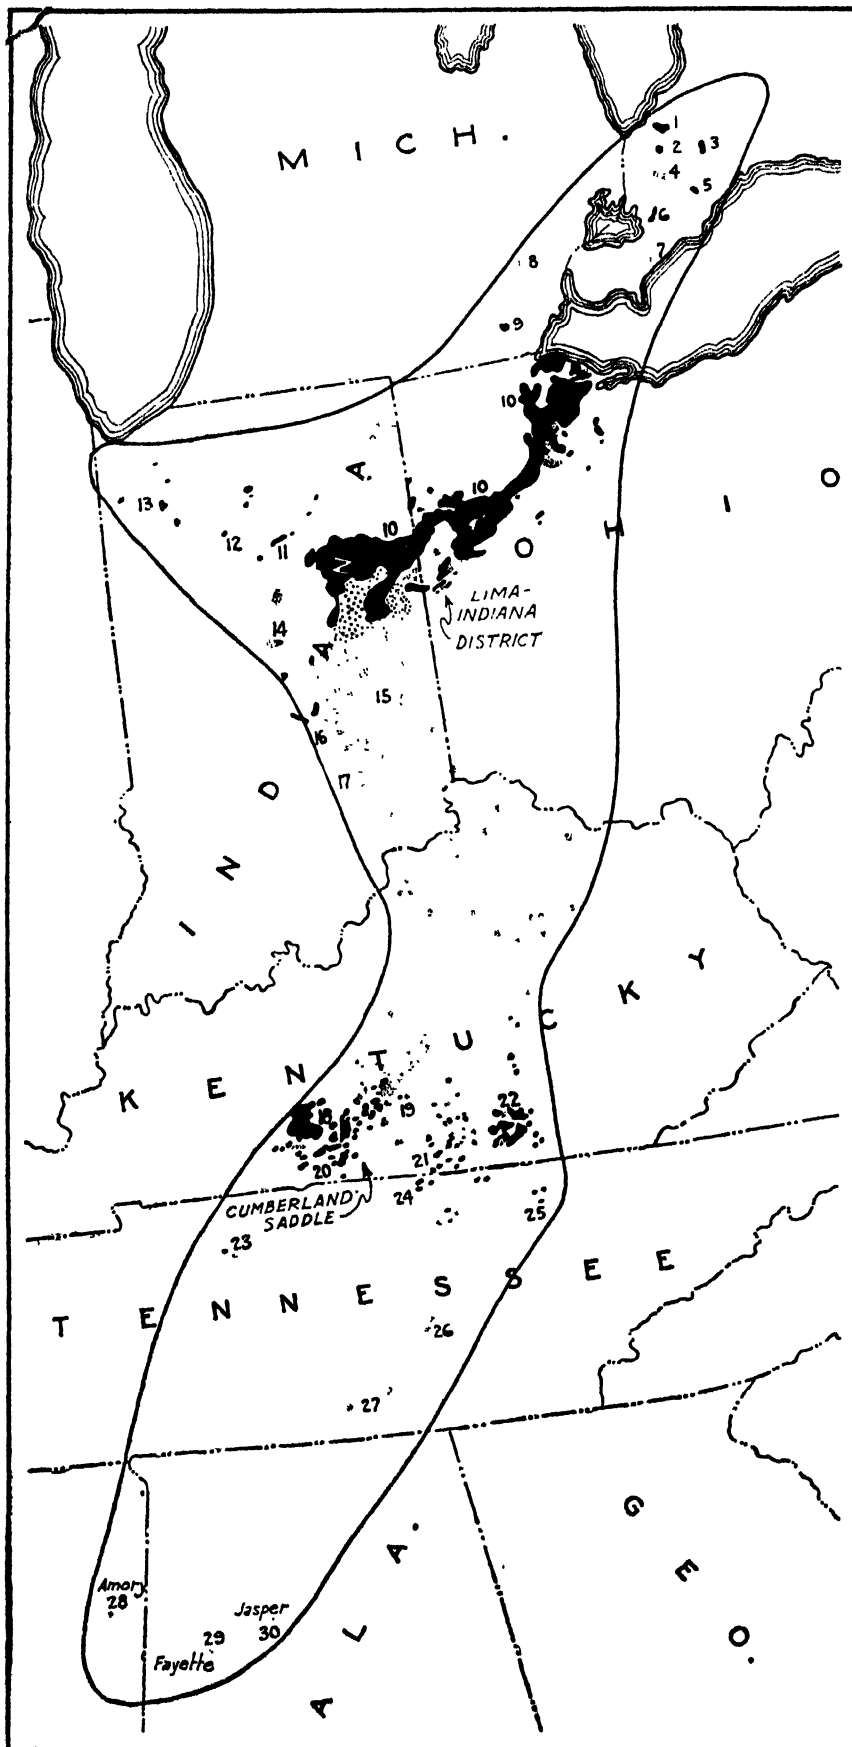 MICH.
1
2 3
4
5
6
7
8
9
10
OHIO
INDIANA
10
10
13
12
11
LIMA-
INDIANA
DISTRICT
14
15
16
17
KENTUCKY
18
19
22
20
21
CUMBERLAND
SADDLE
24
25
23
TENNESSEE
26
27
GEO.
ALA.
Amory
28
Jasper
29 30
Fayette